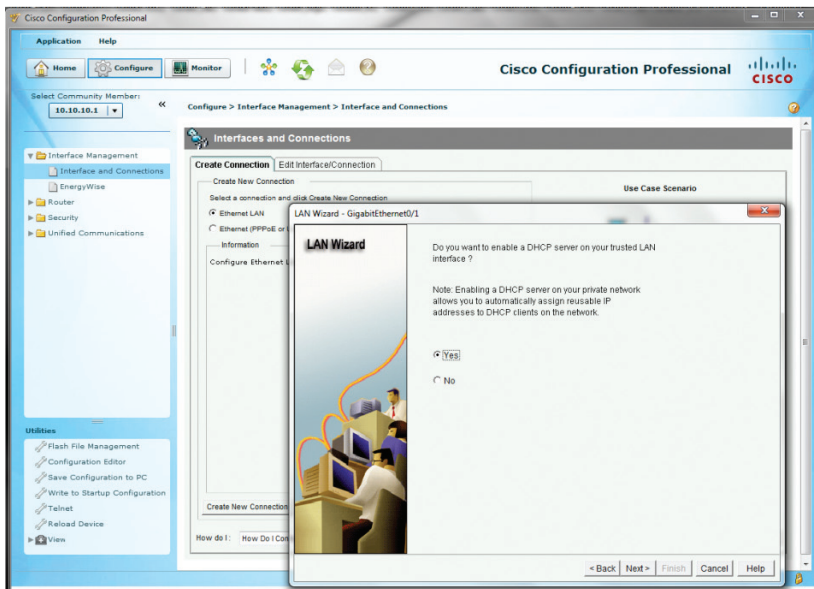 Cisco Configuration Professional
Application Help
Home Configure Monitor
Cisco Configuration Professional
CISCO
Select Community Member:
10.10.10.1
Configure > Interface Management > Interface and Connections
Interface Management
Interface and Connections
EnergyWise
Router
Security
Unified Communications
Utilities
Flash File Management
Configuration Editor
Save Configuration to PC
Write to Startup Configuration
Telnet
Reload Device
View
Interfaces and Connections
Create Connection Edit Interface/Connection
Create New Connection
Select a connection and click Create New Connection
Use Case Scenario
Ethernet LAN
Ethernet (PPPoE or
Information
Configure Ethernet
Create New Connection
How do I: How Do I
LAN Wizard - GigabitEthernet0/1
LAN Wizard
Do you want to enable a DHCP server on your trusted LAN
interface ?
Note: Enabling a DHCP server on your private network
allows you to automatically assign reusable IP
addresses to DHCP clients on the network.
Yes
No
< Back Next > Finish Cancel Help